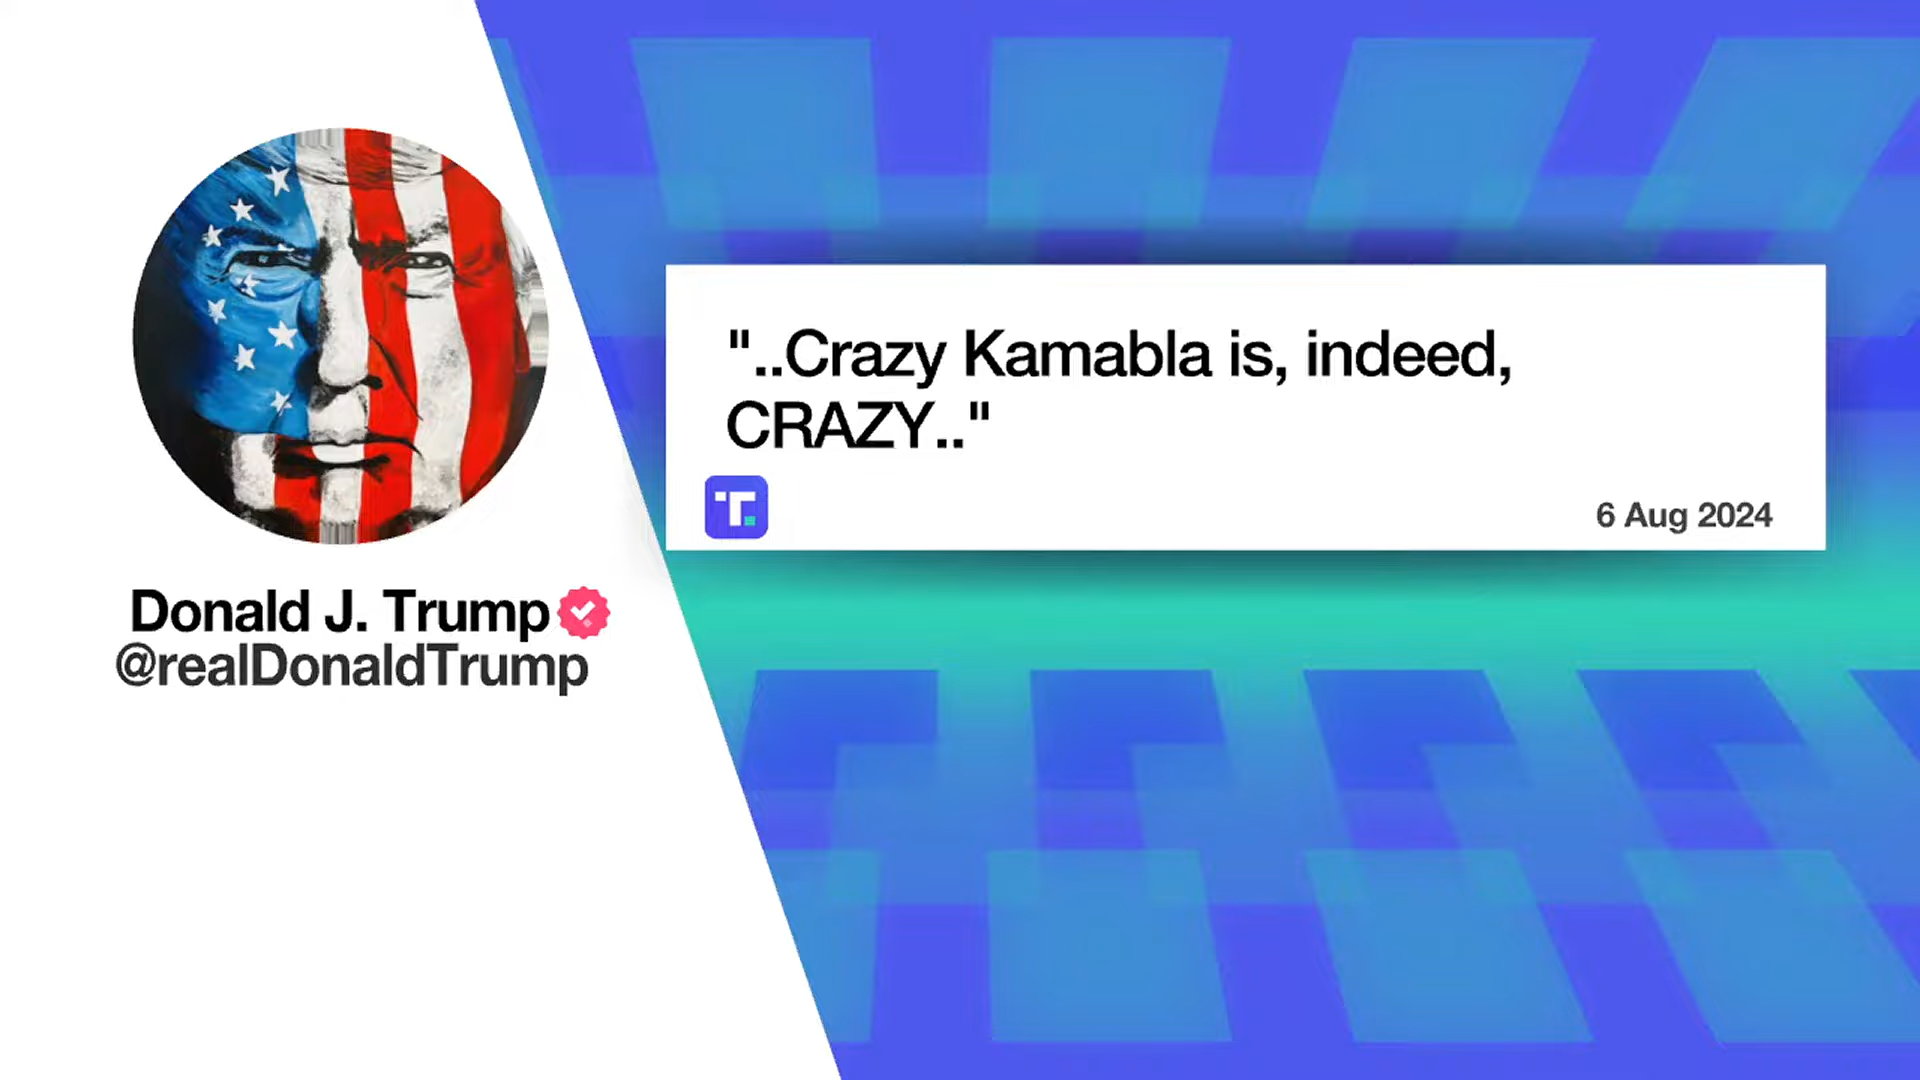 "..Crazy Kamabla is, indeed,
CRAZY.."
T.
6 Aug 2024
Donald J. Trump
@realDonaldTrump